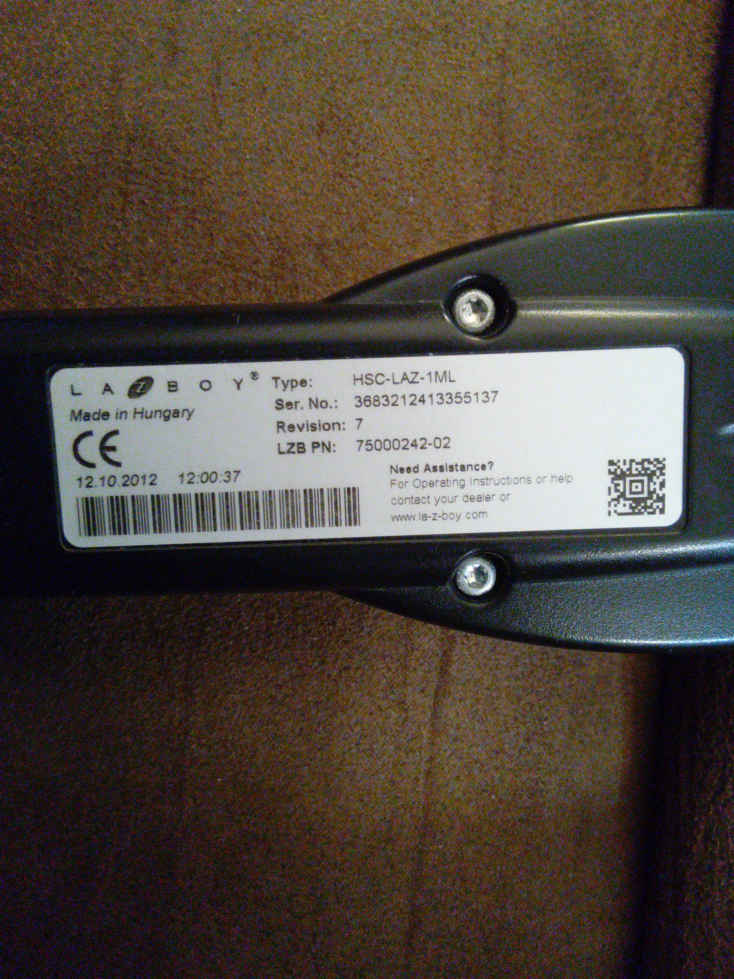 LA Z BOY®
Made in Hungary
12.10.2012 12:00:37
Type: HSC-LAZ-1ML
Ser. No.: 3683212413355137
Revision: 7
LZB PN: 75000242-02
Need Assistance?
For Operating Instructions or help
contact your dealer or
www.la-z-boy.com